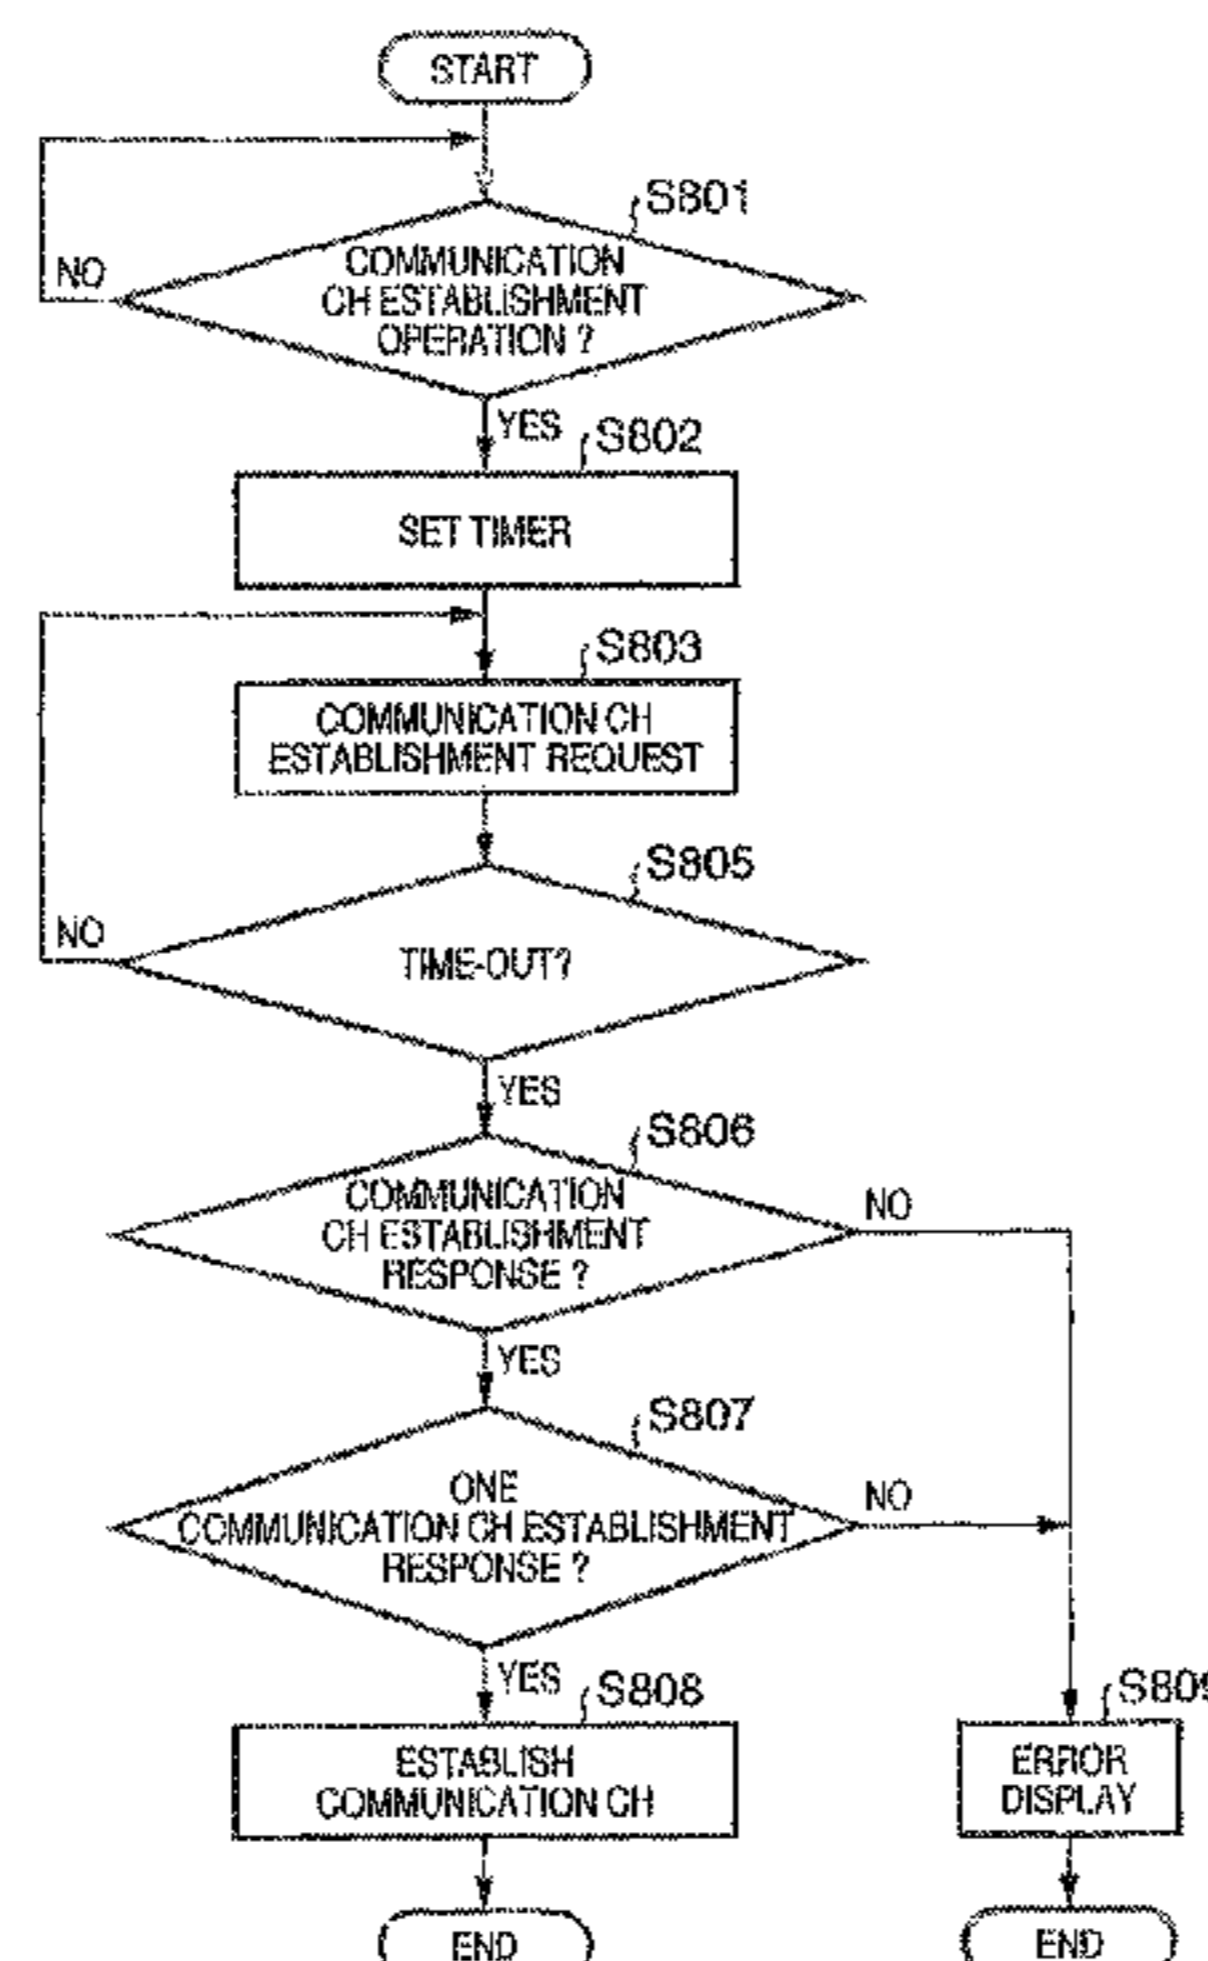 START
S801
NO
COMMUNICATION
CH ESTABLISHMENT
OPERATION ?
YES
S802
SET TIMER
S803
COMMUNICATION CH
ESTABLISHMENT REQUEST
S805
NO
TIME-OUT?
YES
S806
COMMUNICATION
CH ESTABLISHMENT
RESPONSE ?
NO
YES
S807
ONE
COMMUNICATION CH ESTABLISHMENT
RESPONSE ?
NO
YES
S808
S809
ESTABLISH
COMMUNICATION CH
ERROR
DISPLAY
END
END